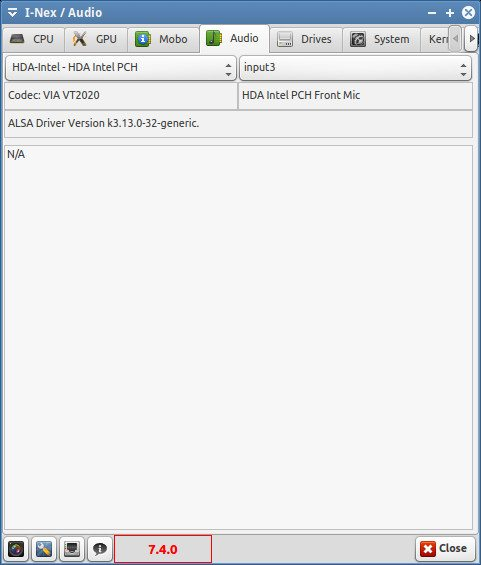 I-Nex / Audio
CPU GPU Mobo Audio Drives System
HDA-Intel - HDA Intel PCH input3
Codec: VIA VT2020 HDA Intel PCH Front Mic
ALSA Driver Version k3.13.0-32-generic.
N/A
7.4.0 Close